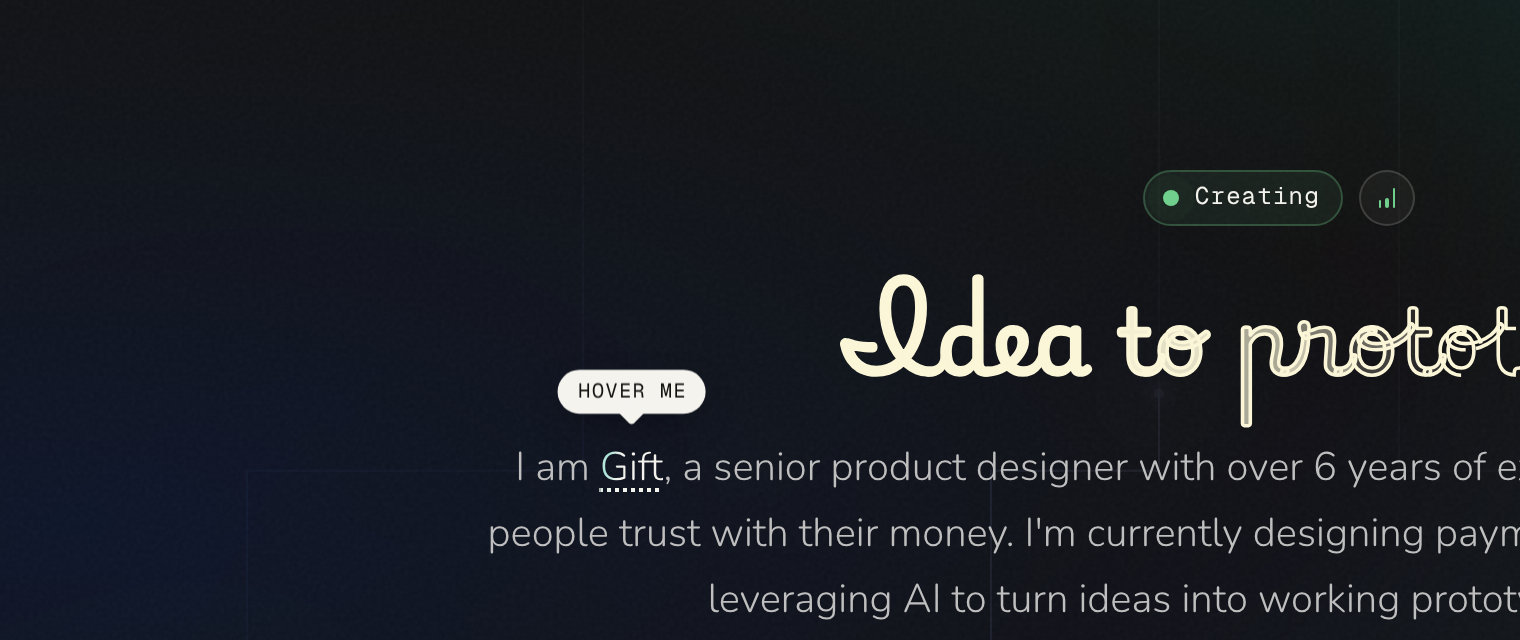 Creating
Idea to protot
HOVER ME
I am Gift, a senior product designer with over 6 years of e
people trust with their money. I'm currently designing paym
leveraging AI to turn ideas into working protot